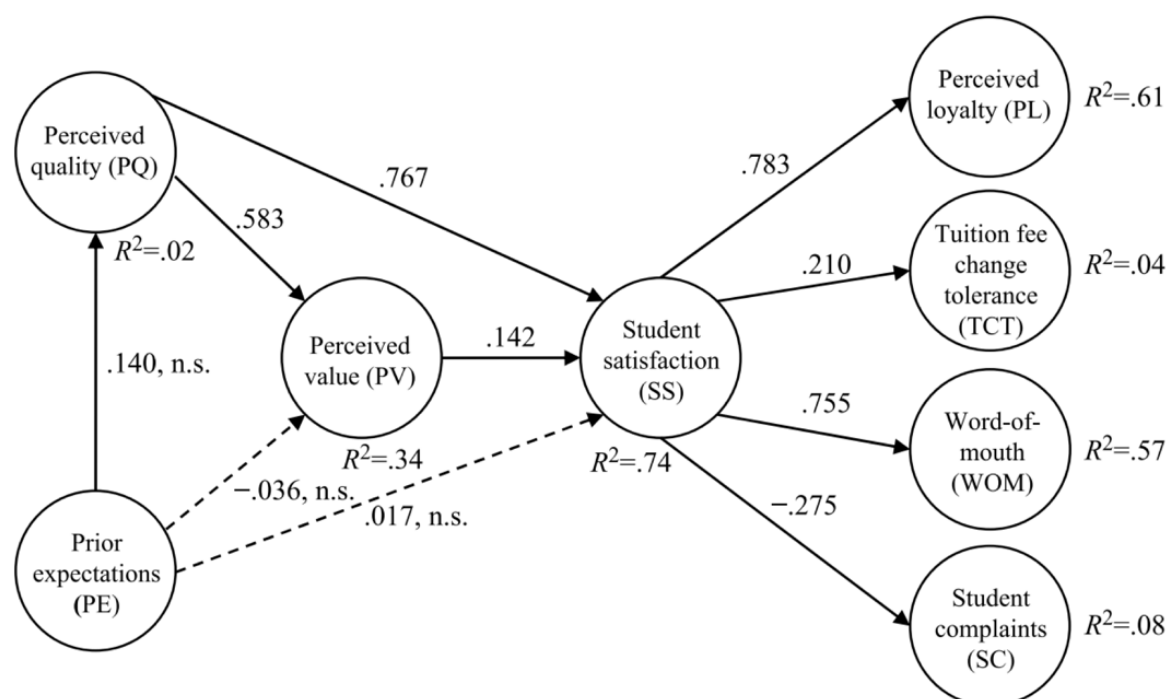 Perceived
quality (PQ)
R²=.02
.767
.583
.140, n.s.
Perceived
value (PV)
R²=.34
.142
−.036, n.s.
.017, n.s.
Prior
expectations
(PE)
Student
satisfaction
(SS)
R²=.74
.783
.210
.755
−.275
Perceived
loyalty (PL)
R²=.61
Tuition fee
change
tolerance
(TCT)
R²=.04
Word-of-
mouth
(WOM)
R²=.57
Student
complaints
(SC)
R²=.08